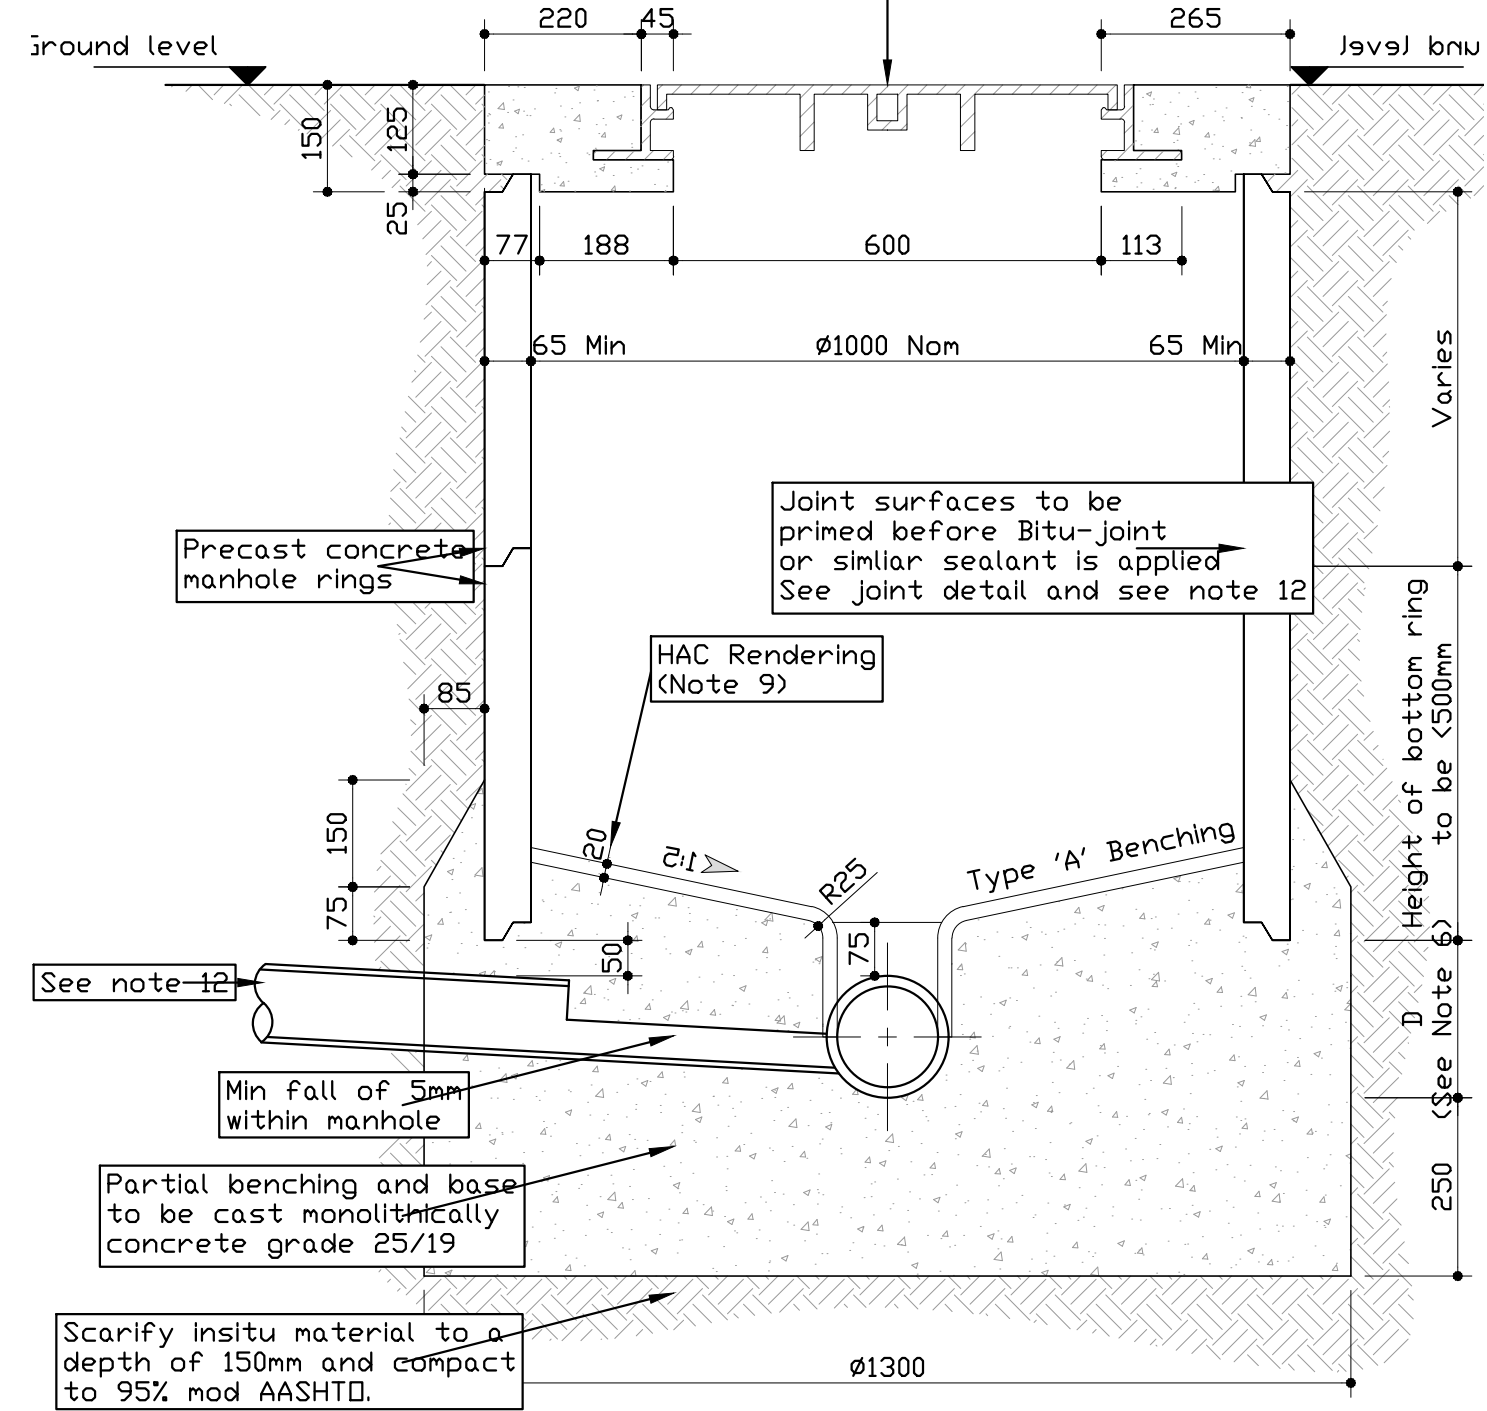 220
45
265
Ground level
level
150
125
25
77
188
600
113
65 Min
Ø1000 Nom
65 Min
Varies
Joint surfaces to be
primed before Bitu-joint
or simliar sealant is applied
See joint detail and see note 12
Precast concrete
manhole rings
HAC Rendering
(Note 9)
85
Height of bottom ring
to be <500mm
150
20
1:5
R25
Type 'A' Benching
75
50
75
See note 12
D
(See Note 6)
Min fall of 5mm
within manhole
Partial benching and base
to be cast monolithically
concrete grade 25/19
250
Scarify insitu material to a
depth of 150mm and compact
to 95% mod AASHTO.
Ø1300